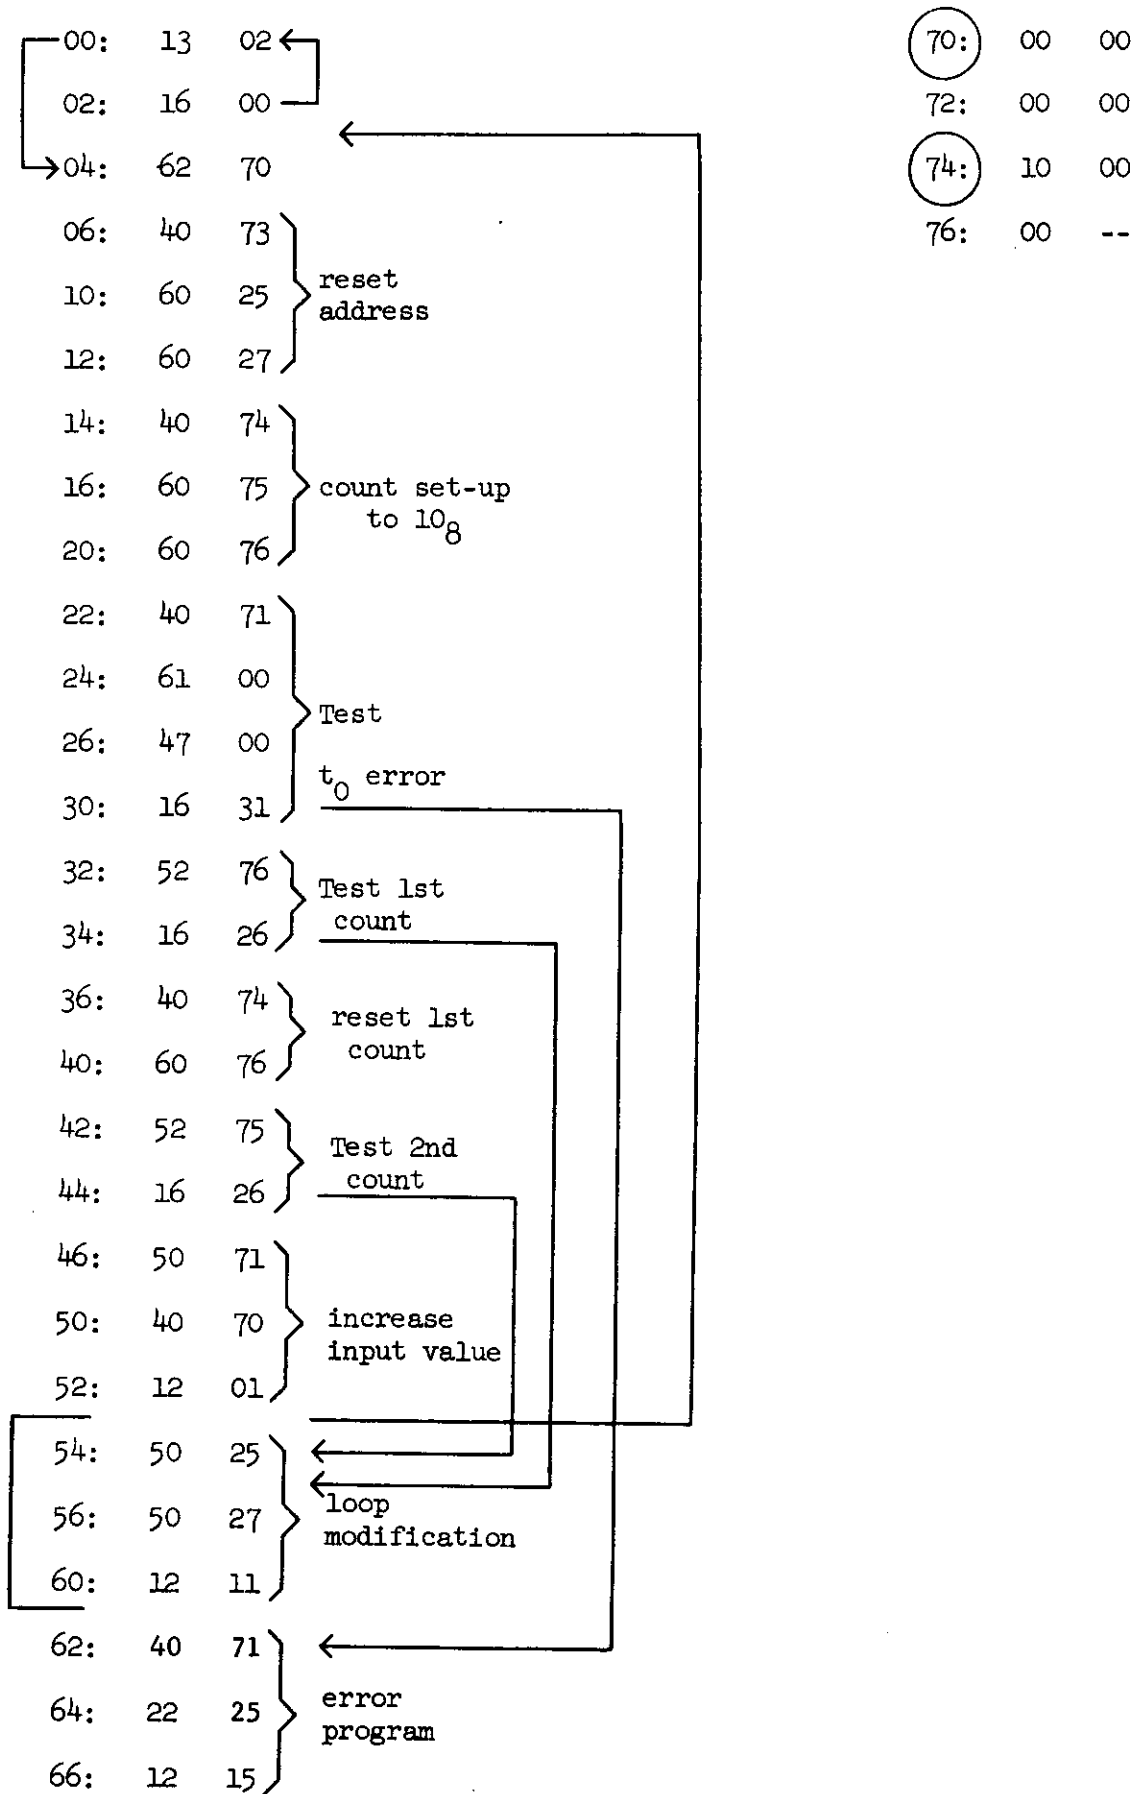 00: 13 02
02: 16 00
04: 62 70
06: 40 73
10: 60 25
12: 60 27
reset
address
14: 40 74
16: 60 75
20: 60 76
count set-up
to 10₈
22: 40 71
24: 61 00
26: 47 00
30: 16 31
Test
t₀ error
32: 52 76
34: 16 26
Test 1st
count
36: 40 74
40: 60 76
reset 1st
count
42: 52 75
44: 16 26
Test 2nd
count
46: 50 71
50: 40 70
52: 12 01
increase
input value
54: 50 25
56: 50 27
60: 12 11
loop
modification
62: 40 71
64: 22 25
66: 12 15
error
program
70: 00 00
72: 00 00
74: 10 00
76: 00 --